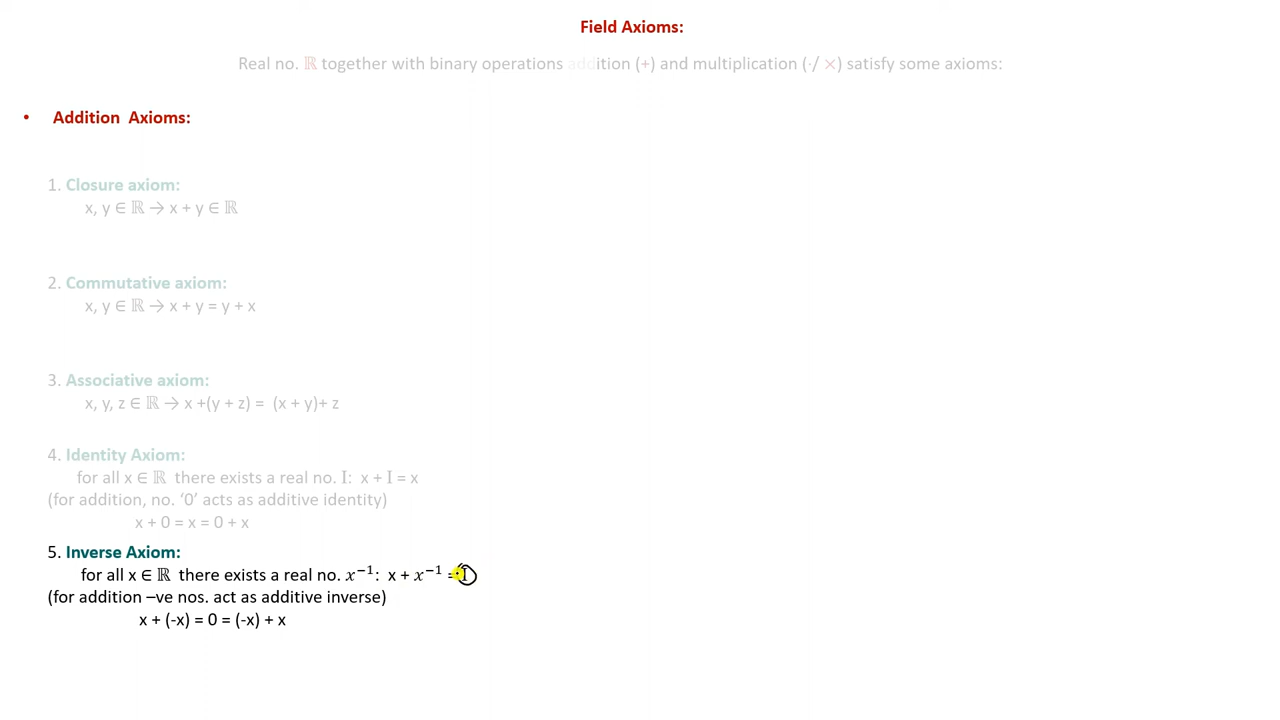 Field Axioms:
Real no. ℝ together with binary operations addition (+) and multiplication (·/ ×) satisfy some axioms:
• Addition Axioms:
1. Closure axiom:
x, y ∈ ℝ → x + y ∈ ℝ
2. Commutative axiom:
x, y ∈ ℝ → x + y = y + x
3. Associative axiom:
x, y, z ∈ ℝ → x +(y + z) = (x + y)+ z
4. Identity Axiom:
for all x ∈ ℝ there exists a real no. I: x + I = x
(for addition, no. ‘0’ acts as additive identity)
x + 0 = x = 0 + x
5. Inverse Axiom:
for all x ∈ ℝ there exists a real no. x⁻¹: x + x⁻¹ = I
(for addition –ve nos. act as additive inverse)
x + (-x) = 0 = (-x) + x